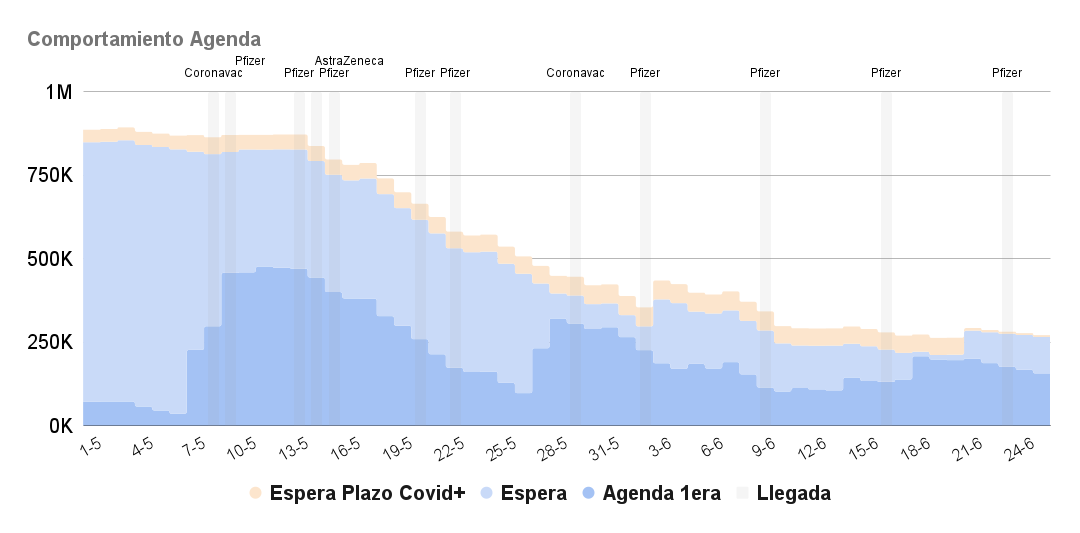 Comportamiento Agenda
Pfizer AstraZeneca
Coronavac Pfizer Pfizer Pfizer Pfizer Coronavac Pfizer Pfizer Pfizer Pfizer
1M
750K
500K
250K
0K
1-5 4-5 7-5 10-5 13-5 16-5 19-5 22-5 25-5 28-5 31-5 3-6 6-6 9-6 12-6 15-6 18-6 21-6 24-6
Espera Plazo Covid+ Espera Agenda 1era Llegada